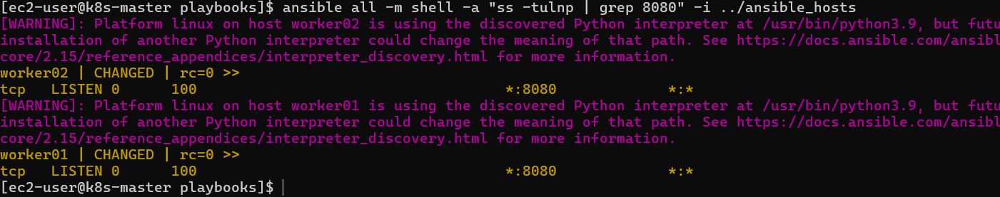 [ec2-user@k8s-master playbooks]$ ansible all -m shell -a "ss -tulnp | grep 8080" -i ../ansible_hosts
[WARNING]: Platform linux on host worker02 is using the discovered Python interpreter at /usr/bin/python3.9, but futu
installation of another Python interpreter could change the meaning of that path. See https://docs.ansible.com/ansibl
core/2.15/reference_appendices/interpreter_discovery.html for more information.
worker02 | CHANGED | rc=0 >>
tcp   LISTEN 0      100                                     *:8080             *:*
[WARNING]: Platform linux on host worker01 is using the discovered Python interpreter at /usr/bin/python3.9, but futu
installation of another Python interpreter could change the meaning of that path. See https://docs.ansible.com/ansibl
core/2.15/reference_appendices/interpreter_discovery.html for more information.
worker01 | CHANGED | rc=0 >>
tcp   LISTEN 0      100                                     *:8080             *:*
[ec2-user@k8s-master playbooks]$